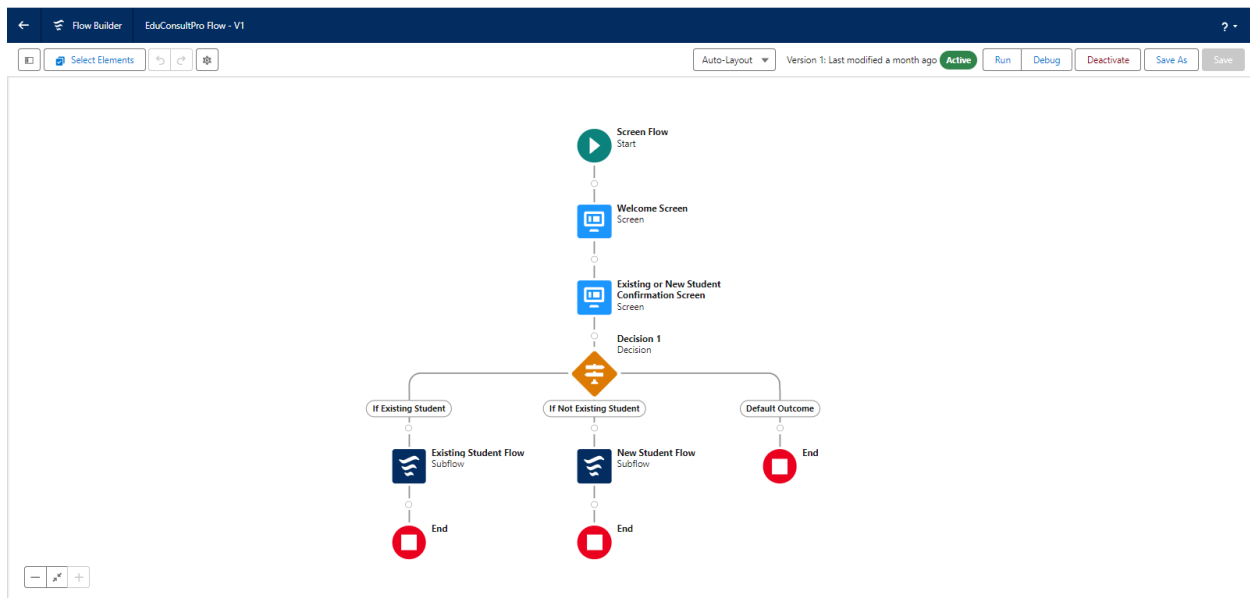 Flow Builder
EduConsultPro Flow - V1
?
Select Elements
Auto-Layout
Version 1: Last modified a month ago
Active
Run
Debug
Deactivate
Save As
Save
Screen Flow
Start
Welcome Screen
Screen
Existing or New Student
Confirmation Screen
Screen
Decision 1
Decision
If Existing Student
If Not Existing Student
Default Outcome
Existing Student Flow
Subflow
New Student Flow
Subflow
End
End
End